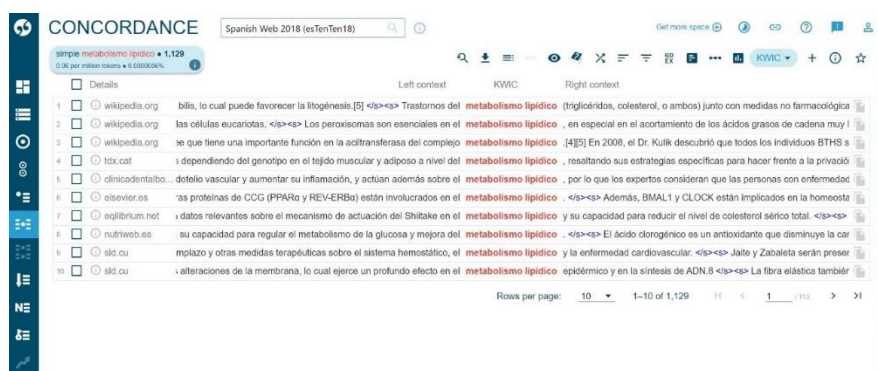 CONCORDANCE Spanish Web 2018 (esTenTen18) Get more space
simple metabolismo lipídico • 1,129
0.06 per million tokens • 0.0000056%
KWIC
Details Left context KWIC Right context
1 wikipedia.org bilis, lo cual puede favorecer la litogénesis.[5] </s><s> Trastornos del metabolismo lipídico (triglicéridos, colesterol, o ambos) junto con medidas no farmacológica
2 wikipedia.org las células eucariotas. </s><s> Los peroxisomas son esenciales en el metabolismo lipídico , en especial en el acortamiento de los ácidos grasos de cadena muy l
3 wikipedia.org ne que tiene una importante función en la aciltransferasa del complejo metabolismo lipídico .[4][5] En 2008, el Dr. Kulik descubrió que todos los individuos BTHS s
4 tdx.cat s dependiendo del genotipo en el tejido muscular y adiposo a nivel del metabolismo lipídico , resaltando sus estrategias específicas para hacer frente a la privació
5 clinicadentalbo... dotelio vascular y aumentar su inflamación, y actúan además sobre el metabolismo lipídico , por lo que los expertos consideran que las personas con enfermedad
6 elsevier.es ras proteínas de CCG (PPARα y REV-ERBα) están involucrados en el metabolismo lipídico . </s><s> Además, BMAL1 y CLOCK están implicados en la homeosta
7 eqlibrium.net datos relevantes sobre el mecanismo de actuación del Shiitake en el metabolismo lipídico y su capacidad para reducir el nivel de colesterol sérico total. </s><s>
8 nutriweb.es su capacidad para regular el metabolismo de la glucosa y mejora del metabolismo lipídico . </s><s> El ácido clorogénico es un antioxidante que disminuye la car
9 sld.cu mplazo y otras medidas terapéuticas sobre el sistema hemostático, el metabolismo lipídico y la enfermedad cardiovascular. </s><s> Jaite y Zabaleta serán preser
10 sld.cu alteraciones de la membrana, lo cual ejerce un profundo efecto en el metabolismo lipídico epidérmico y en la síntesis de ADN.8 </s><s> La fibra elástica tambiér
Rows per page: 10 1–10 of 1,129 1 / 113